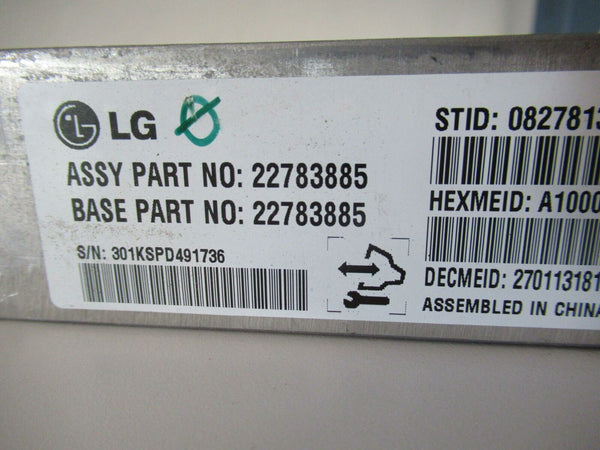 LG
ASSY PART NO: 22783885
BASE PART NO: 22783885
S/N: 301KSPD491736
STID: 0827813
HEXMEID: A1000
DECMEID: 270113181
ASSEMBLED IN CHINA